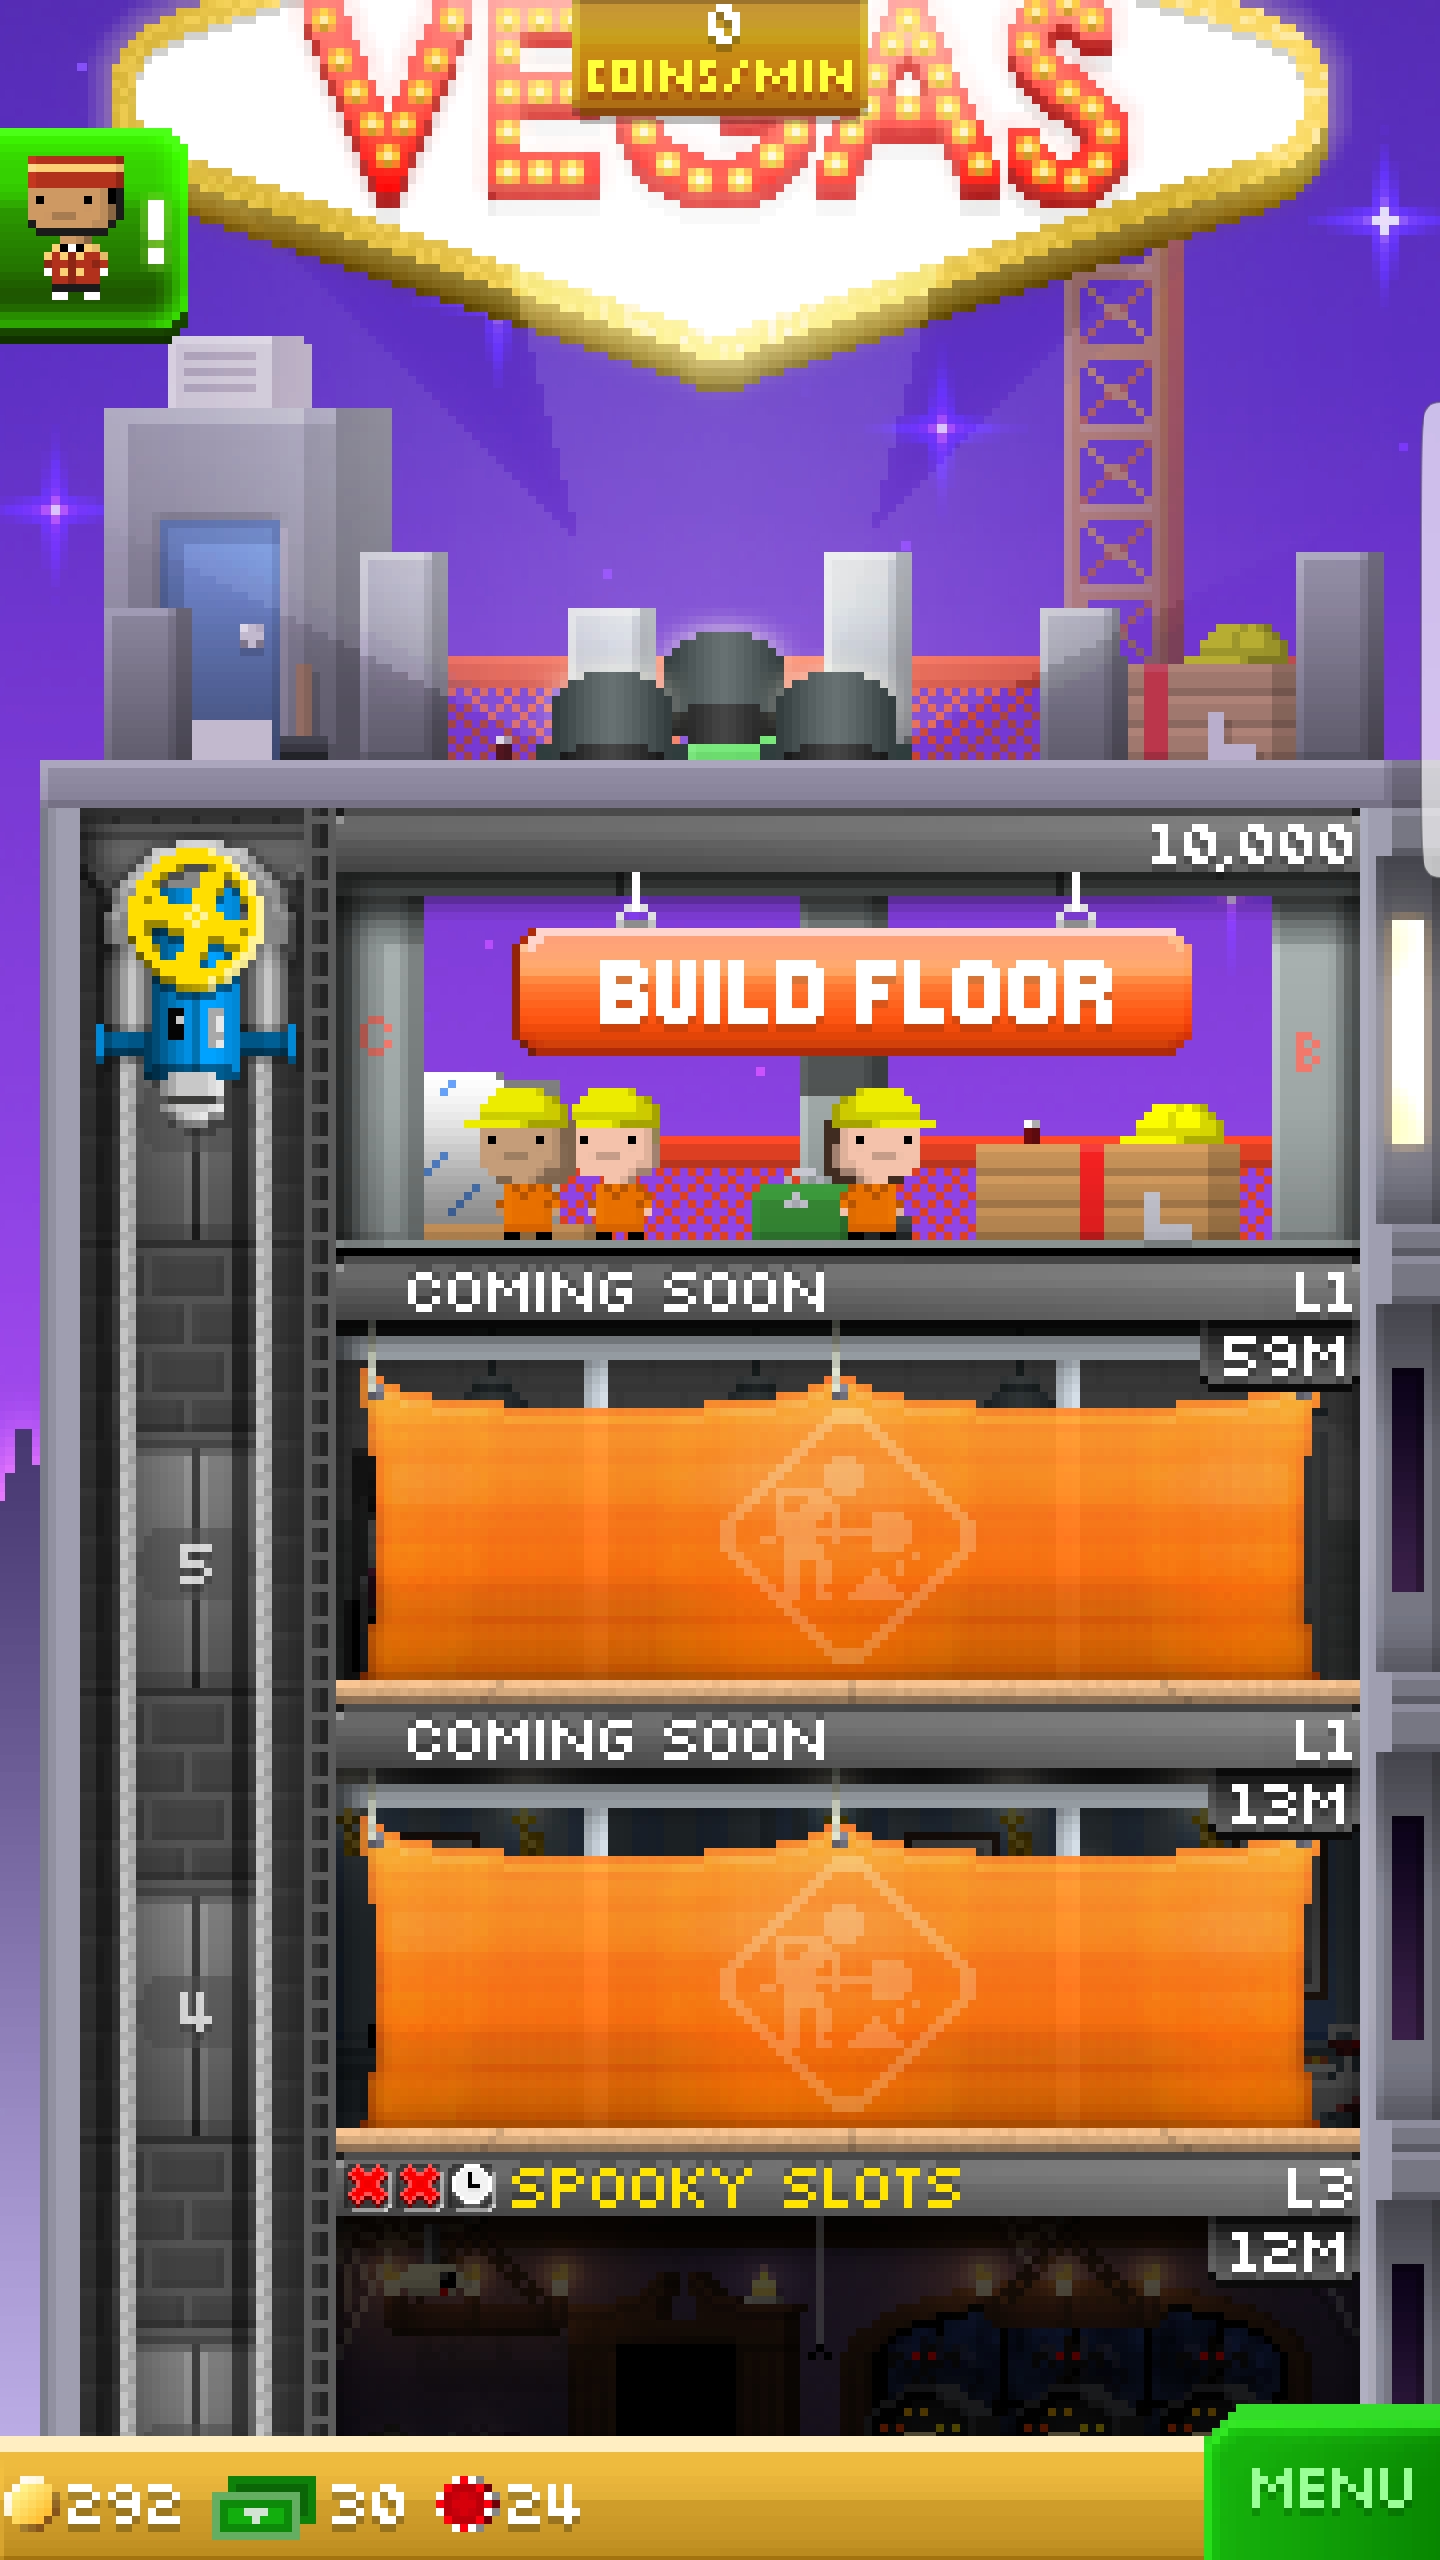 VEGAS
0
COINS/MIN
!
10,000
BUILD FLOOR
C
B
COMING SOON L1
59M
5
COMING SOON L1
13M
4
SPOOKY SLOTS L3
12M
292 30 24
MENU